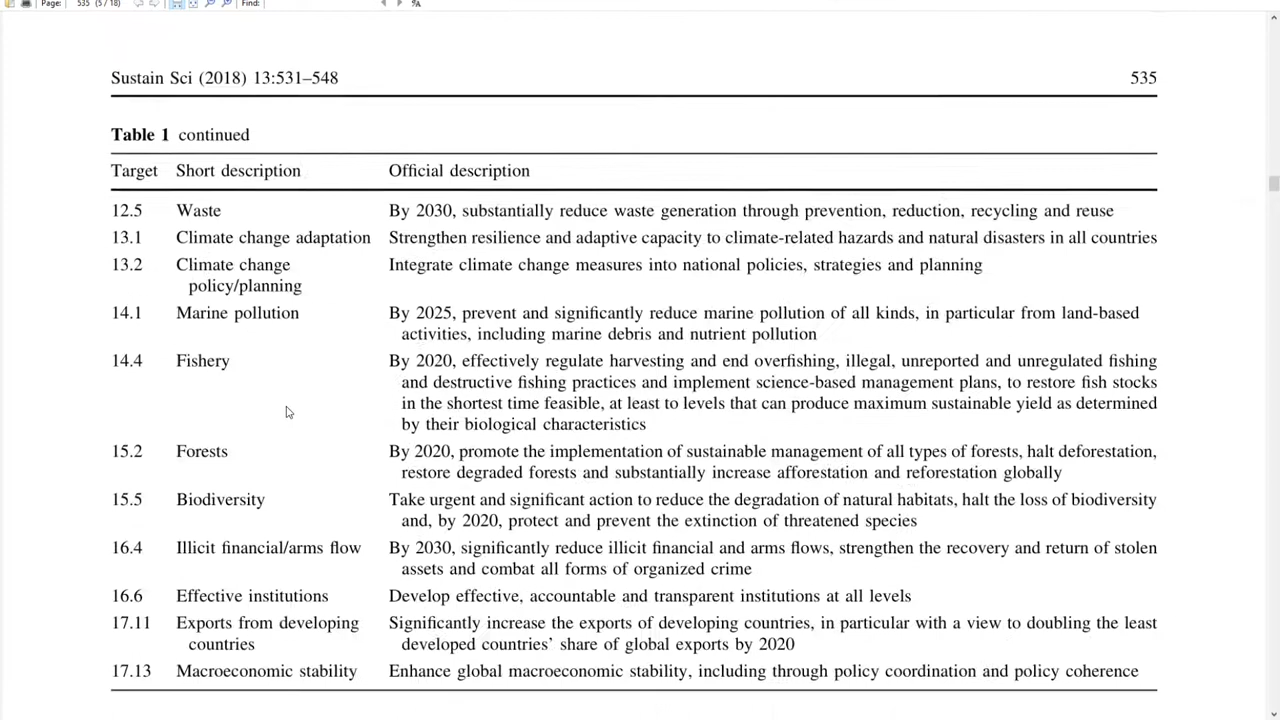 Page: 535 (5 / 18) Find:
Sustain Sci (2018) 13:531–548 535
Table 1 continued
Target Short description Official description
12.5 Waste By 2030, substantially reduce waste generation through prevention, reduction, recycling and reuse
13.1 Climate change adaptation Strengthen resilience and adaptive capacity to climate-related hazards and natural disasters in all countries
13.2 Climate change Integrate climate change measures into national policies, strategies and planning
policy/planning
14.1 Marine pollution By 2025, prevent and significantly reduce marine pollution of all kinds, in particular from land-based
activities, including marine debris and nutrient pollution
14.4 Fishery By 2020, effectively regulate harvesting and end overfishing, illegal, unreported and unregulated fishing
and destructive fishing practices and implement science-based management plans, to restore fish stocks
in the shortest time feasible, at least to levels that can produce maximum sustainable yield as determined
by their biological characteristics
15.2 Forests By 2020, promote the implementation of sustainable management of all types of forests, halt deforestation,
restore degraded forests and substantially increase afforestation and reforestation globally
15.5 Biodiversity Take urgent and significant action to reduce the degradation of natural habitats, halt the loss of biodiversity
and, by 2020, protect and prevent the extinction of threatened species
16.4 Illicit financial/arms flow By 2030, significantly reduce illicit financial and arms flows, strengthen the recovery and return of stolen
assets and combat all forms of organized crime
16.6 Effective institutions Develop effective, accountable and transparent institutions at all levels
17.11 Exports from developing Significantly increase the exports of developing countries, in particular with a view to doubling the least
countries developed countries’ share of global exports by 2020
17.13 Macroeconomic stability Enhance global macroeconomic stability, including through policy coordination and policy coherence